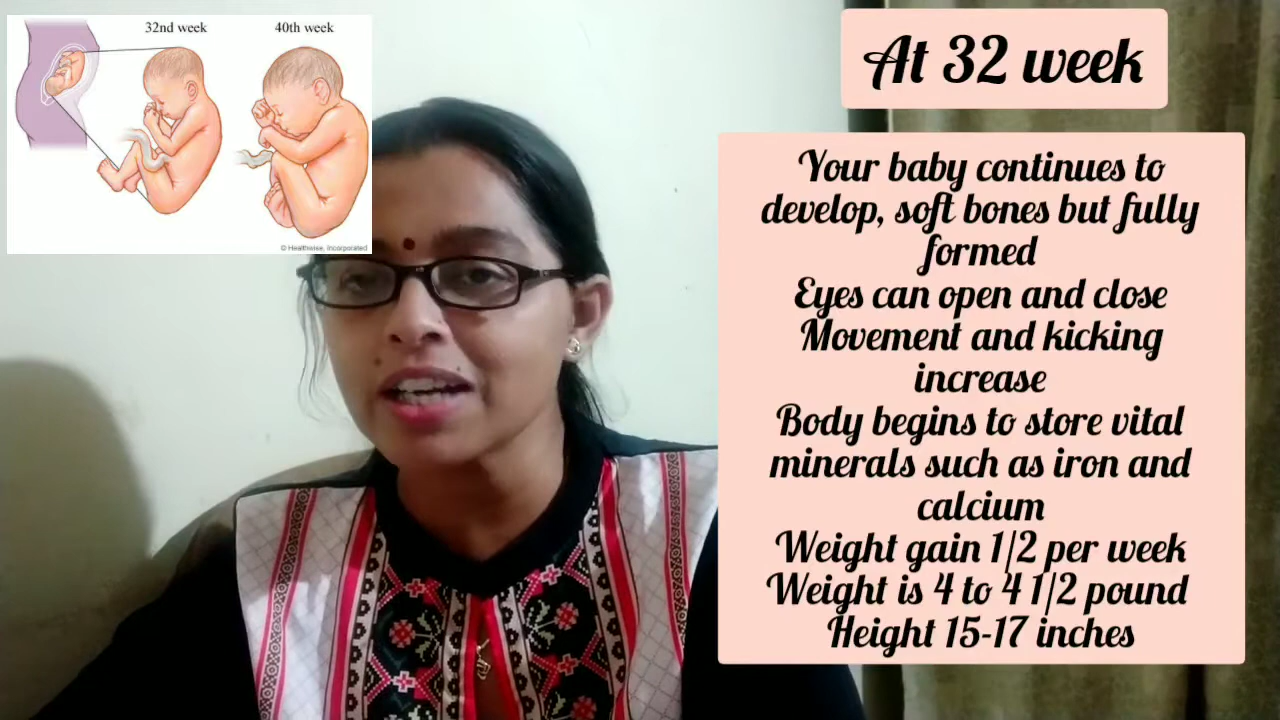 32nd week
40th week
© Healthwise, Incorporated
At 32 week
Your baby continues to
develop, soft bones but fully
formed
Eyes can open and close
Movement and kicking
increase
Body begins to store vital
minerals such as iron and
calcium
Weight gain 1/2 per week
Weight is 4 to 4 1/2 pound
Height 15-17 inches